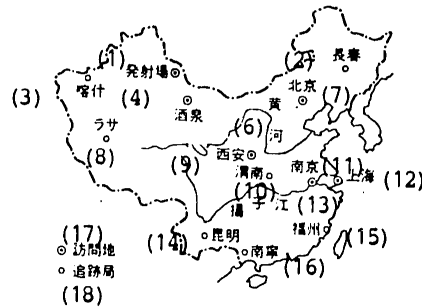 (1)
(2)
長春
発射場
北京
(3)
喀什
(4)
(7)
酒泉
黄
河
(6)
ラサ
(8)
西安
(9)
渭南
南京
(11)
上海
(12)
(10)
揚子江
(13)
(17)
訪問地
(14)
昆明
福州
(15)
追跡局
南寧
(16)
(18)